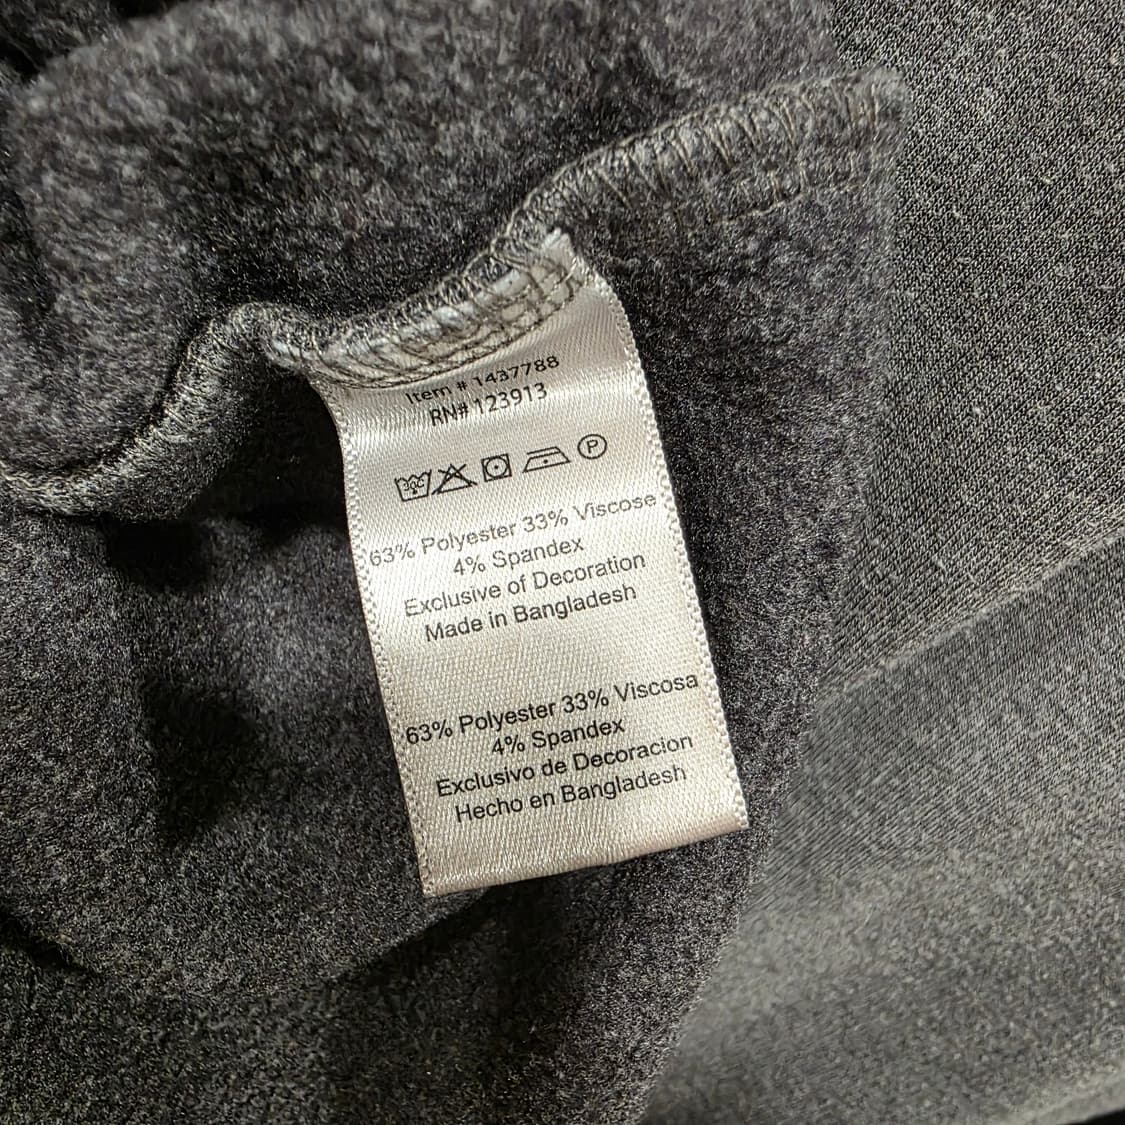 Item # 1437788
RN# 123913
P
63% Polyester 33% Viscose
4% Spandex
Exclusive of Decoration
Made in Bangladesh
63% Polyester 33% Viscosa
4% Spandex
Exclusivo de Decoracion
Hecho en Bangladesh